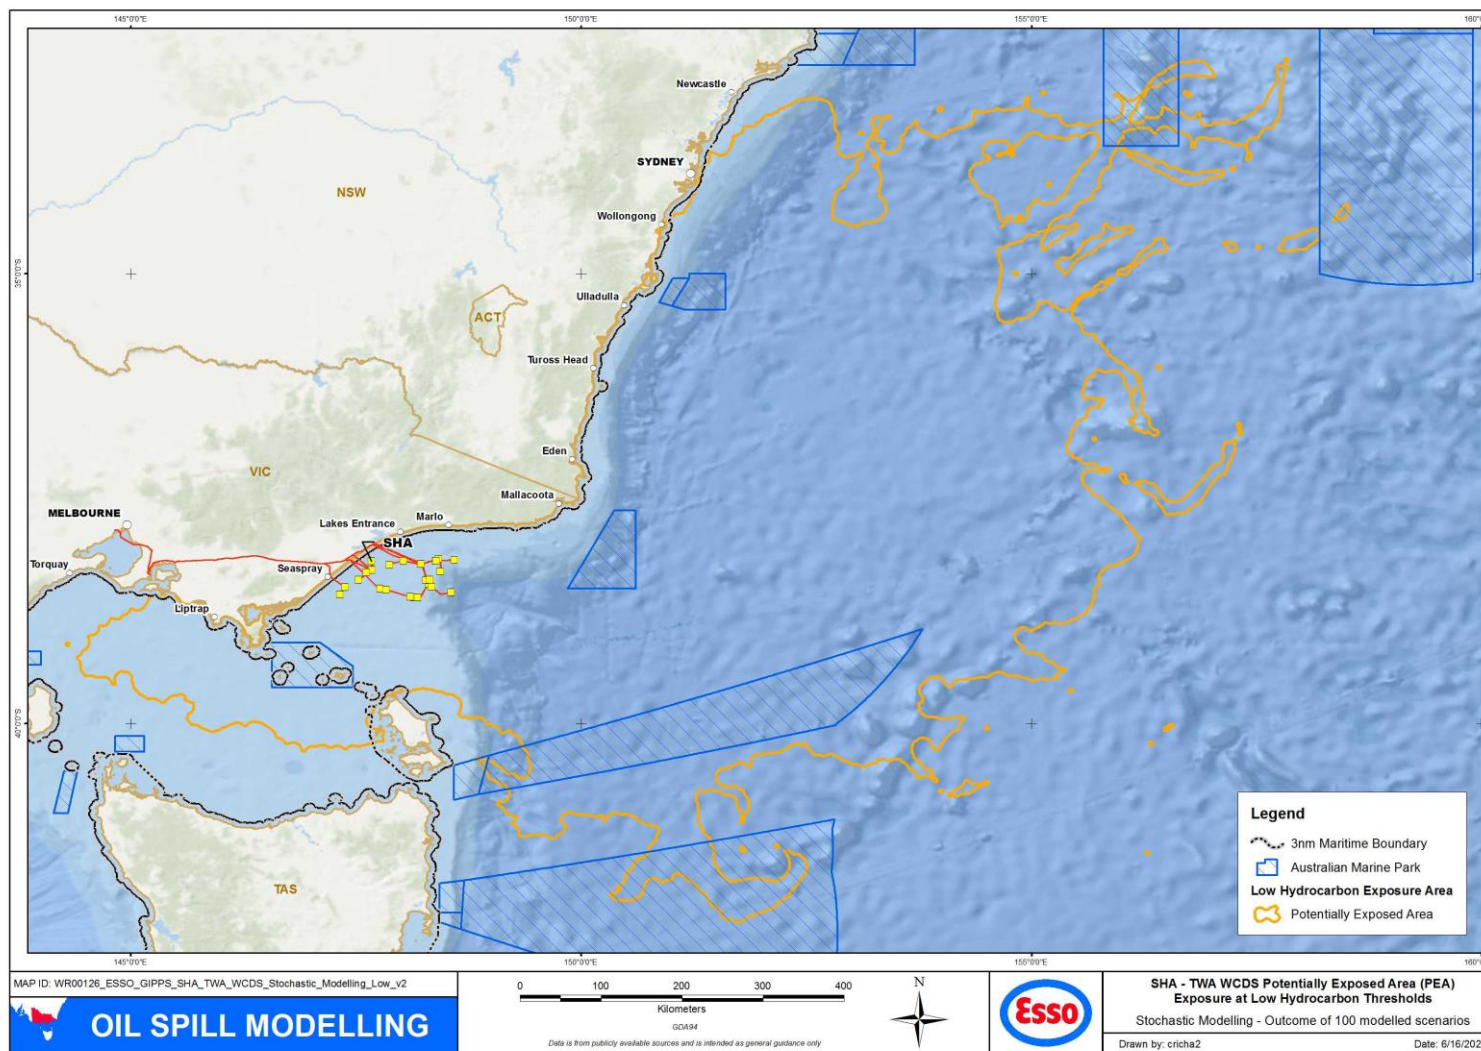 145°0'0"E
150°0'0"E
155°0'0"E
Newcastle
SYDNEY
NSW
Wollongong
35°0'0"S
Ulladulla
ACT
Tuross Head
Eden
VIC
Mallacoota
MELBOURNE
Lakes Entrance
Marlo
SHA
Torquay
Seaspray
Liptrap
40°0'0"S
TAS
Legend
3nm Maritime Boundary
Australian Marine Park
Low Hydrocarbon Exposure Area
Potentially Exposed Area
145°0'0"E
150°0'0"E
155°0'0"E
MAP ID: WR00126_ESSO_GIPPS_SHA_TWA_WCDS_Stochastic_Modelling_Low_v2
OIL SPILL MODELLING
0 100 200 300 400
Kilometers
GDA94
Data is from publicly available sources and is intended as general guidance only
N
Esso
SHA - TWA WCDS Potentially Exposed Area (PEA)
Exposure at Low Hydrocarbon Thresholds
Stochastic Modelling - Outcome of 100 modelled scenarios
Drawn by: cricha2
Date: 6/16/202